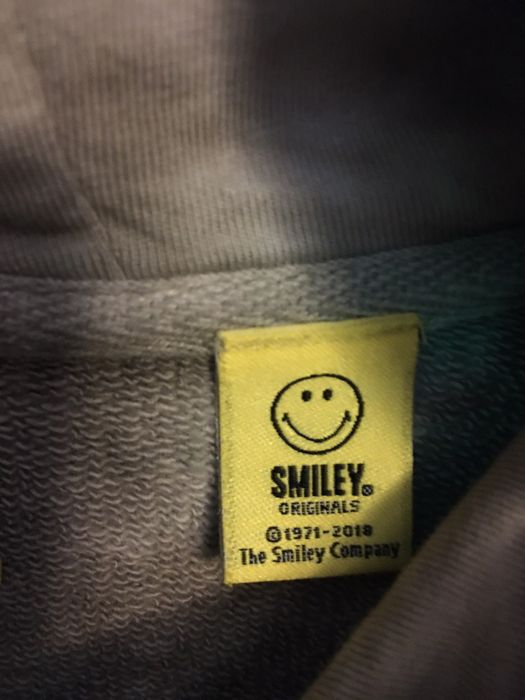 SMILEY®
ORIGINALS
©1971-2018
The Smiley Company